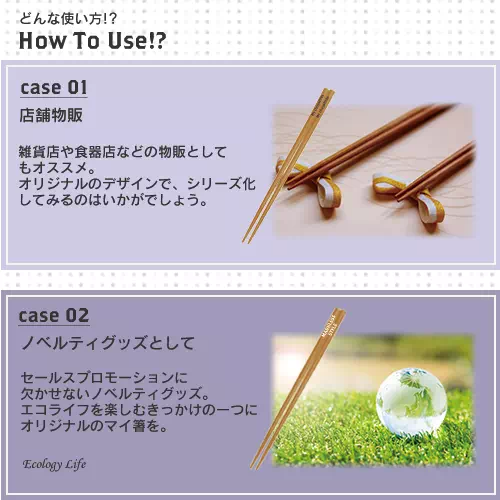 どんな使い方!?
How To Use!?
case 01
店舗物販
雑貨店や食器店などの物販として
もオススメ。
オリジナルのデザインで、シリーズ化
してみるのはいかがでしょう。
case 02
ノベルティグッズとして
セールスプロモーションに
欠かせないノベルティグッズ。
エコライフを楽しむきっかけの一つに
オリジナルのマイ箸を。
Ecology Life